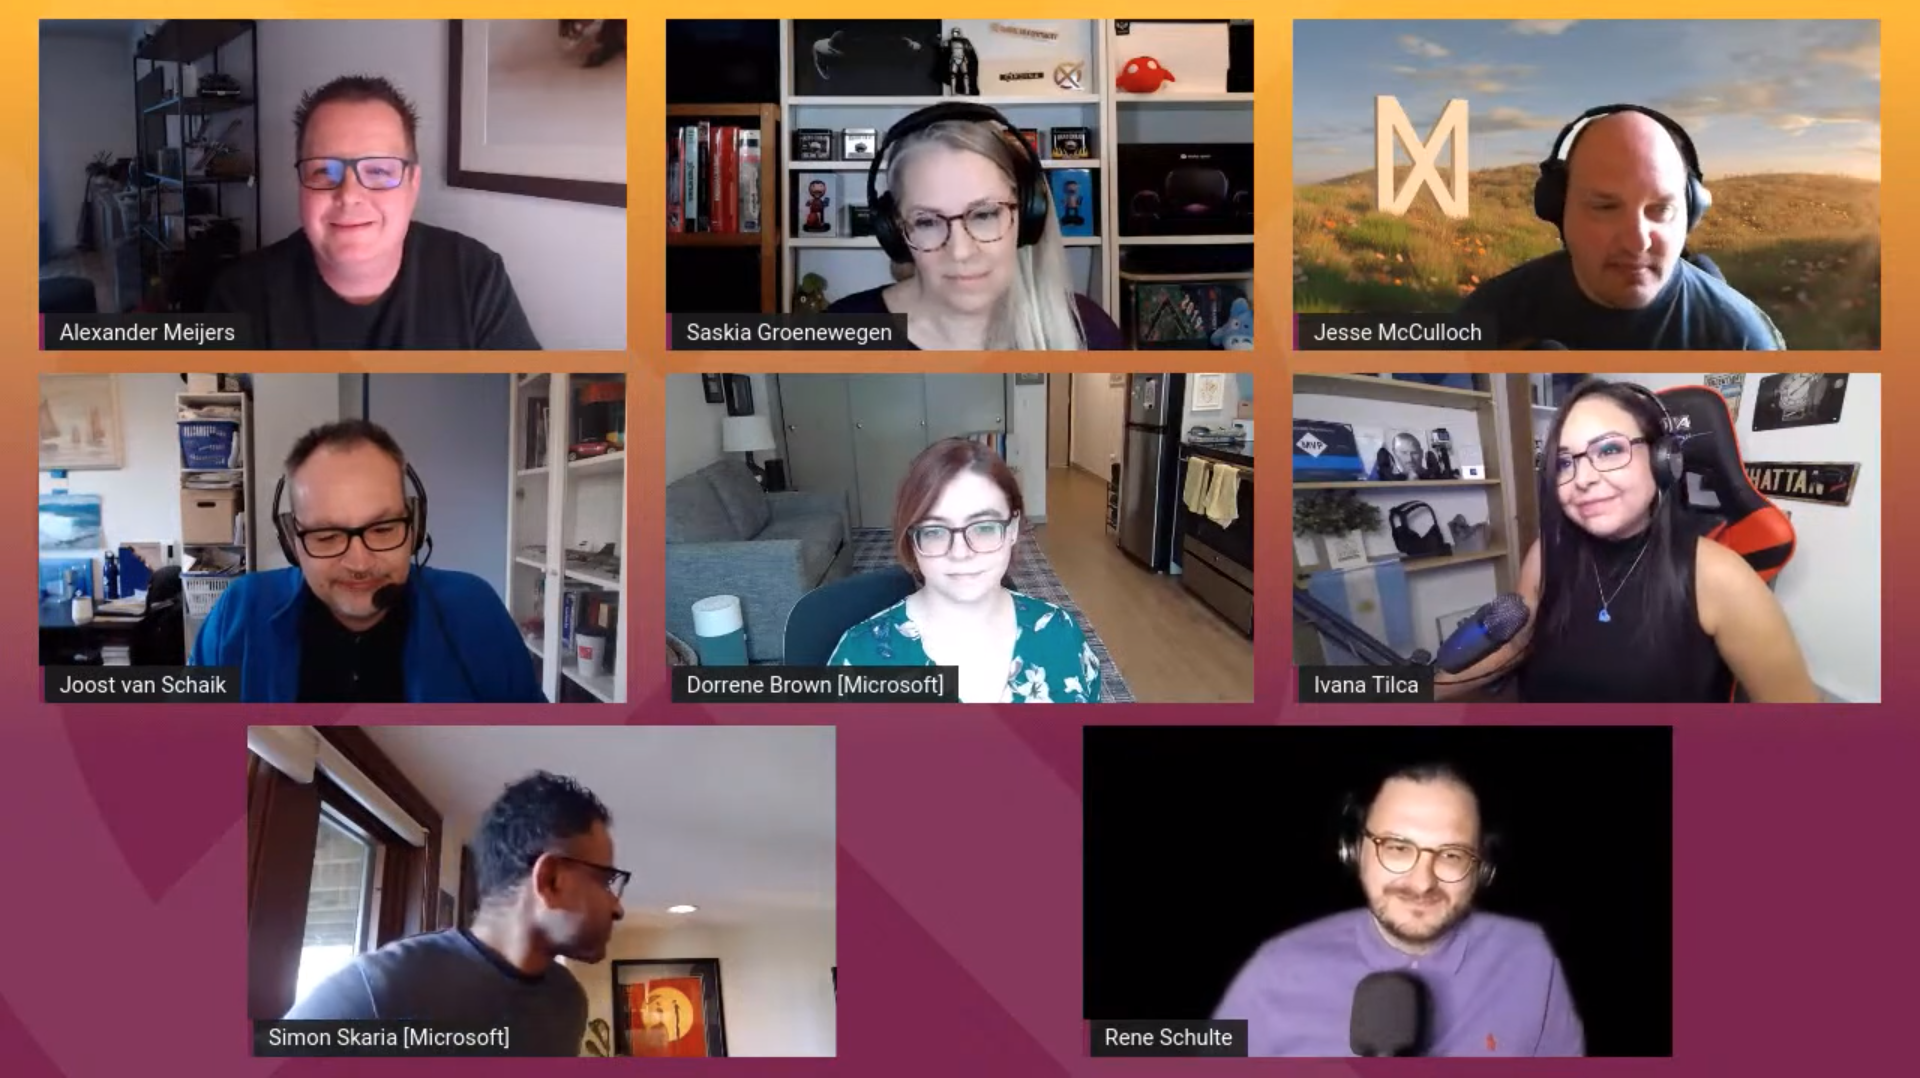 Alexander Meijers
Saskia Groenewegen
Jesse McCulloch
MVP
HATTAN
Joost van Schaik
Dorrene Brown [Microsoft]
Ivana Tilca
Simon Skaria [Microsoft]
Rene Schulte